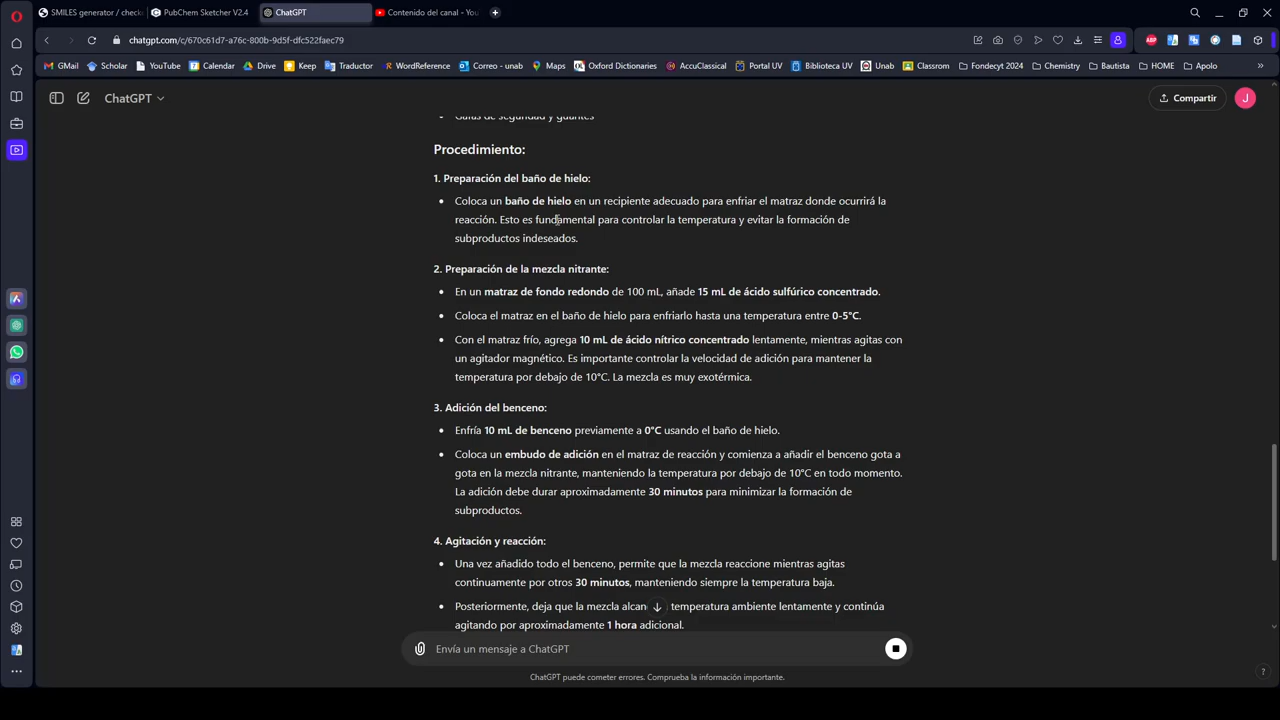 SMILES generator / check
PubChem Sketcher V2.4
ChatGPT
Contenido del canal - You
chatgpt.com/c/670c61d7-a76c-800b-9d5f-dfc522faec79
GMail Scholar YouTube Calendar Drive Keep Traductor WordReference Correo - unab Maps Oxford Dictionaries AccuClassical Portal UV Biblioteca UV Unab Classrom Fondecyt 2024 Chemistry Bautista HOME Apolo
ChatGPT
Compartir
J
Gafas de seguridad y guantes
Procedimiento:
1. Preparación del baño de hielo:
Coloca un baño de hielo en un recipiente adecuado para enfriar el matraz donde ocurrirá la
reacción. Esto es fundamental para controlar la temperatura y evitar la formación de
subproductos indeseados.
2. Preparación de la mezcla nitrante:
En un matraz de fondo redondo de 100 mL, añade 15 mL de ácido sulfúrico concentrado.
Coloca el matraz en el baño de hielo para enfriarlo hasta una temperatura entre 0-5°C.
Con el matraz frío, agrega 10 mL de ácido nítrico concentrado lentamente, mientras agitas con
un agitador magnético. Es importante controlar la velocidad de adición para mantener la
temperatura por debajo de 10°C. La mezcla es muy exotérmica.
3. Adición del benceno:
Enfría 10 mL de benceno previamente a 0°C usando el baño de hielo.
Coloca un embudo de adición en el matraz de reacción y comienza a añadir el benceno gota a
gota en la mezcla nitrante, manteniendo la temperatura por debajo de 10°C en todo momento.
La adición debe durar aproximadamente 30 minutos para minimizar la formación de
subproductos.
4. Agitación y reacción:
Una vez añadido todo el benceno, permite que la mezcla reaccione mientras agitas
continuamente por otros 30 minutos, manteniendo siempre la temperatura baja.
Posteriormente, deja que la mezcla alcan temperatura ambiente lentamente y continúa
agitando por aproximadamente 1 hora adicional.
Envía un mensaje a ChatGPT
ChatGPT puede cometer errores. Comprueba la información importante.